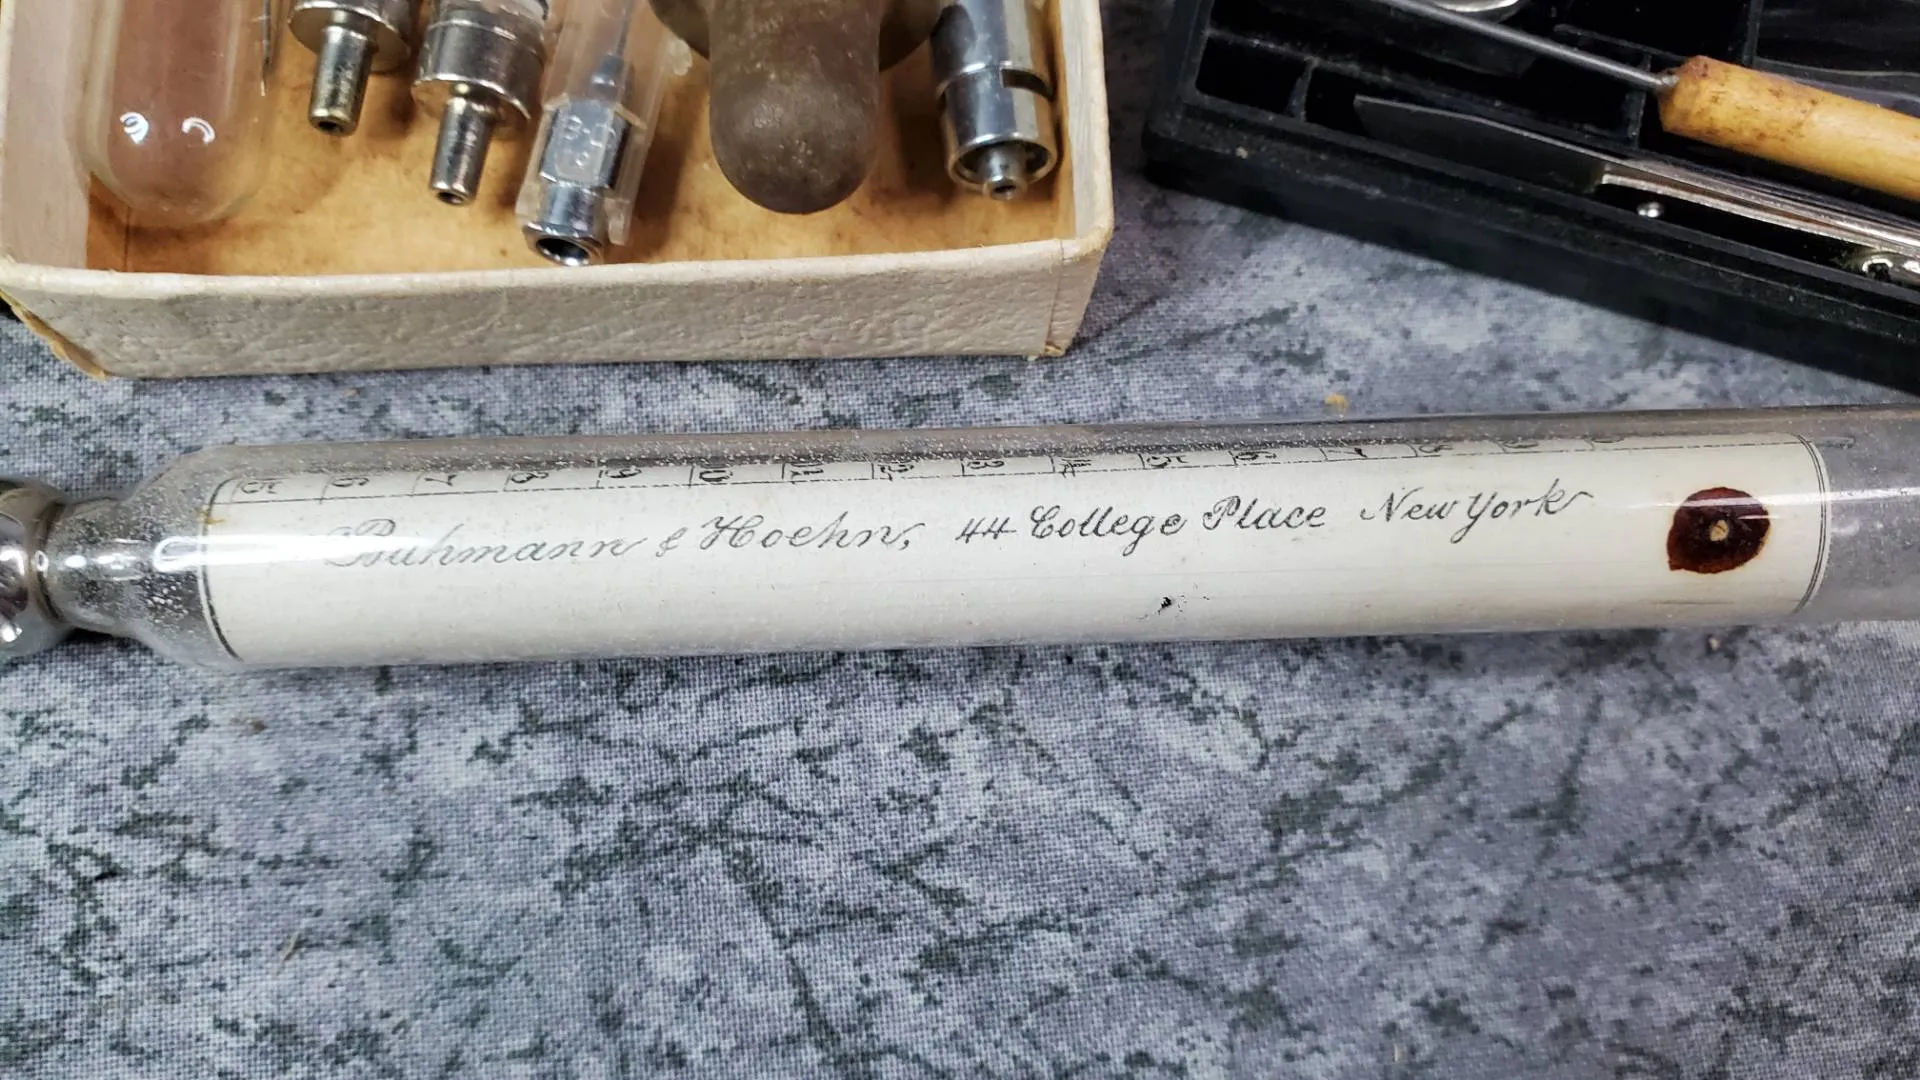 5 6 7 8 9 10 11 12 13 14 15 16
Buhmann & Hoehn, 44 College Place New York
B-D